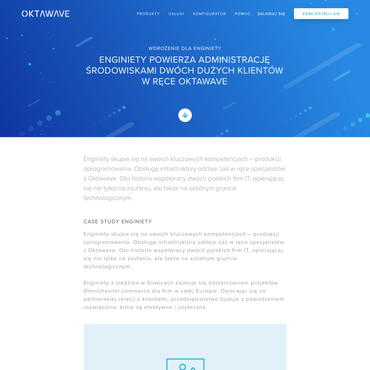 OKTAWAVE
PRODUKTY USŁUGI KONFIGURATOR POMOC ZALOGUJ SIĘ ZAREJESTRUJ SIĘ
WDROŻENIE DLA ENGINIETY
ENGINIETY POWIERZA ADMINISTRACJĘ
ŚRODOWISKAMI DWÓCH DUŻYCH KLIENTÓW
W RĘCE OKTAWAVE
Enginiety skupia się na swoich kluczowych kompetencjach – produkcji
oprogramowania. Obsługę infrastruktury oddaje zaś w ręce specjalistów
z Oktawave. Oto historia współpracy dwóch polskich firm IT, opierającej
się nie tylko na zaufaniu, ale także na solidnym gruncie
technologicznym.
CASE STUDY ENGINIETY
Enginiety skupia się na swoich kluczowych kompetencjach – produkcji
oprogramowania. Obsługę infrastruktury oddaje zaś w ręce specjalistów
z Oktawave. Oto historia współpracy dwóch polskich firm IT, opierającej
się nie tylko na zaufaniu, ale także na solidnym gruncie
technologicznym.
Enginiety z siedzibą w Gliwicach zajmuje się dostarczaniem projektów
Omnichannel commerce dla firm w całej Europie. Opierając się na
partnerskiej relacji z klientami, przedsiębiorstwo buduje z powodzeniem
rozwiązania, które są efektywne i użyteczne.